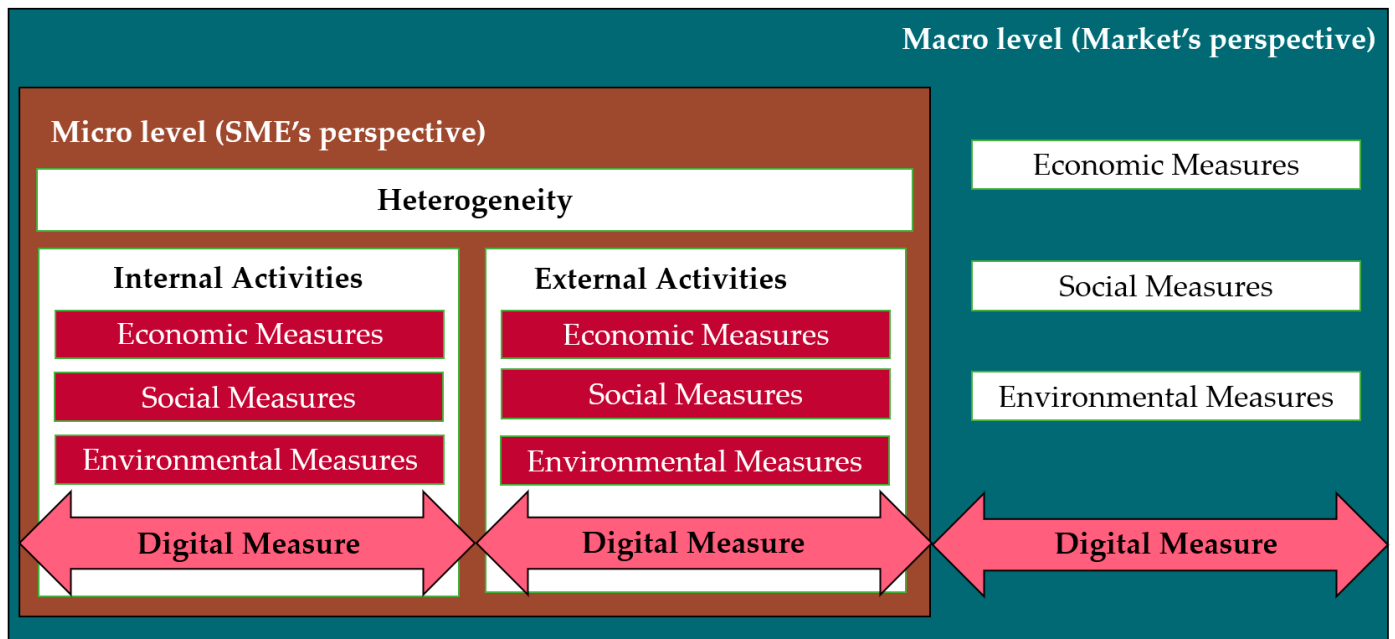 Macro level (Market’s perspective)
Micro level (SME’s perspective)
Heterogeneity
Internal Activities
Economic Measures
Social Measures
Environmental Measures
Digital Measure
External Activities
Economic Measures
Social Measures
Environmental Measures
Digital Measure
Economic Measures
Social Measures
Environmental Measures
Digital Measure